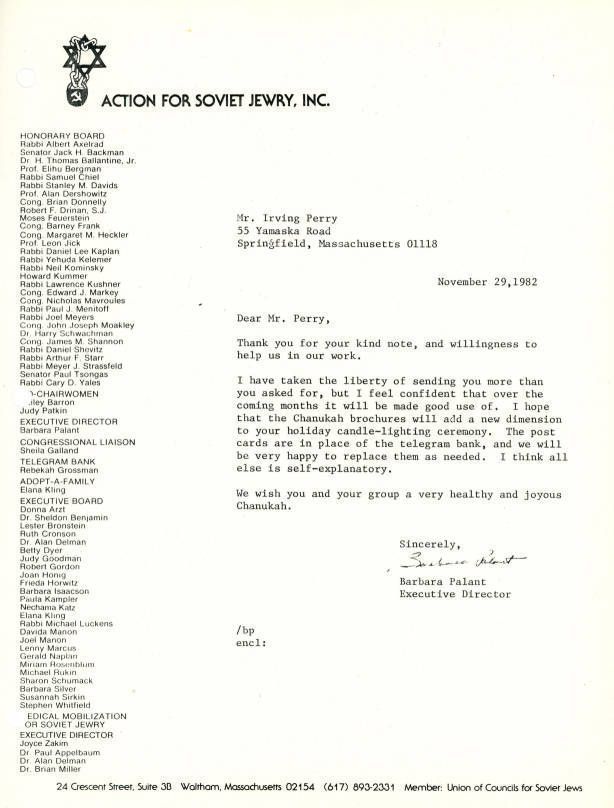 ACTION FOR SOVIET JEWRY, INC.
HONORARY BOARD
Rabbi Albert Axelrad
Senator Jack H. Backman
Dr. H. Thomas Ballantine, Jr.
Prof. Elihu Bergman
Rabbi Samuel Chiel
Rabbi Stanley M. Davids
Prof. Alan Dershowitz
Cong. Brian Donnelly
Robert F. Drinan, S.J.
Moses Feuerstein
Cong. Barney Frank
Cong. Margaret M. Heckler
Prof. Leon Jick
Rabbi Daniel Lee Kaplan
Rabbi Yehuda Kelemer
Rabbi Neil Kominsky
Howard Kummer
Rabbi Lawrence Kushner
Cong. Edward J. Markey
Cong. Nicholas Mavroules
Rabbi Paul J. Menitoff
Rabbi Joel Meyers
Cong. John Joseph Moakley
Dr. Harry Schwachman
Cong. James M. Shannon
Rabbi Daniel Shevitz
Rabbi Arthur F. Starr
Rabbi Meyer J. Strassfeld
Senator Paul Tsongas
Rabbi Cary D. Yales
-CHAIRWOMEN
iley Barron
Judy Patkin
EXECUTIVE DIRECTOR
Barbara Palant
CONGRESSIONAL LIAISON
Sheila Galland
TELEGRAM BANK
Rebekah Grossman
ADOPT-A-FAMILY
Elana Kling
EXECUTIVE BOARD
Donna Arzt
Dr. Sheldon Benjamin
Lester Bronstein
Ruth Cronson
Dr. Alan Delman
Betty Dyer
Judy Goodman
Robert Gordon
Joan Honig
Frieda Horwitz
Barbara Isaacson
Paula Kampler
Nechama Katz
Elana Kling
Rabbi Michael Luckens
Davida Manon
Joel Manon
Lenny Marcus
Gerald Naplan
Miriam Rosenblum
Michael Rukin
Sharon Schumack
Barbara Silver
Susannah Sirkin
Stephen Whitfield
EDICAL MOBILIZATION
OR SOVIET JEWRY
EXECUTIVE DIRECTOR
Joyce Zakim
Dr. Paul Appelbaum
Dr. Alan Delman
Dr. Brian Miller
Mr. Irving Perry
55 Yamaska Road
Springfield, Massachusetts 01118
November 29,1982
Dear Mr. Perry,
Thank you for your kind note, and willingness to
help us in our work.
I have taken the liberty of sending you more than
you asked for, but I feel confident that over the
coming months it will be made good use of. I hope
that the Chanukah brochures will add a new dimension
to your holiday candle-lighting ceremony. The post
cards are in place of the telegram bank, and we will
be very happy to replace them as needed. I think all
else is self-explanatory.
We wish you and your group a very healthy and joyous
Chanukah.
Sincerely,
Barbara Palant
Barbara Palant
Executive Director
/bp
encl:
24 Crescent Street, Suite 3B Waltham, Massachusetts 02154 (617) 893-2331 Member: Union of Councils for Soviet Jews